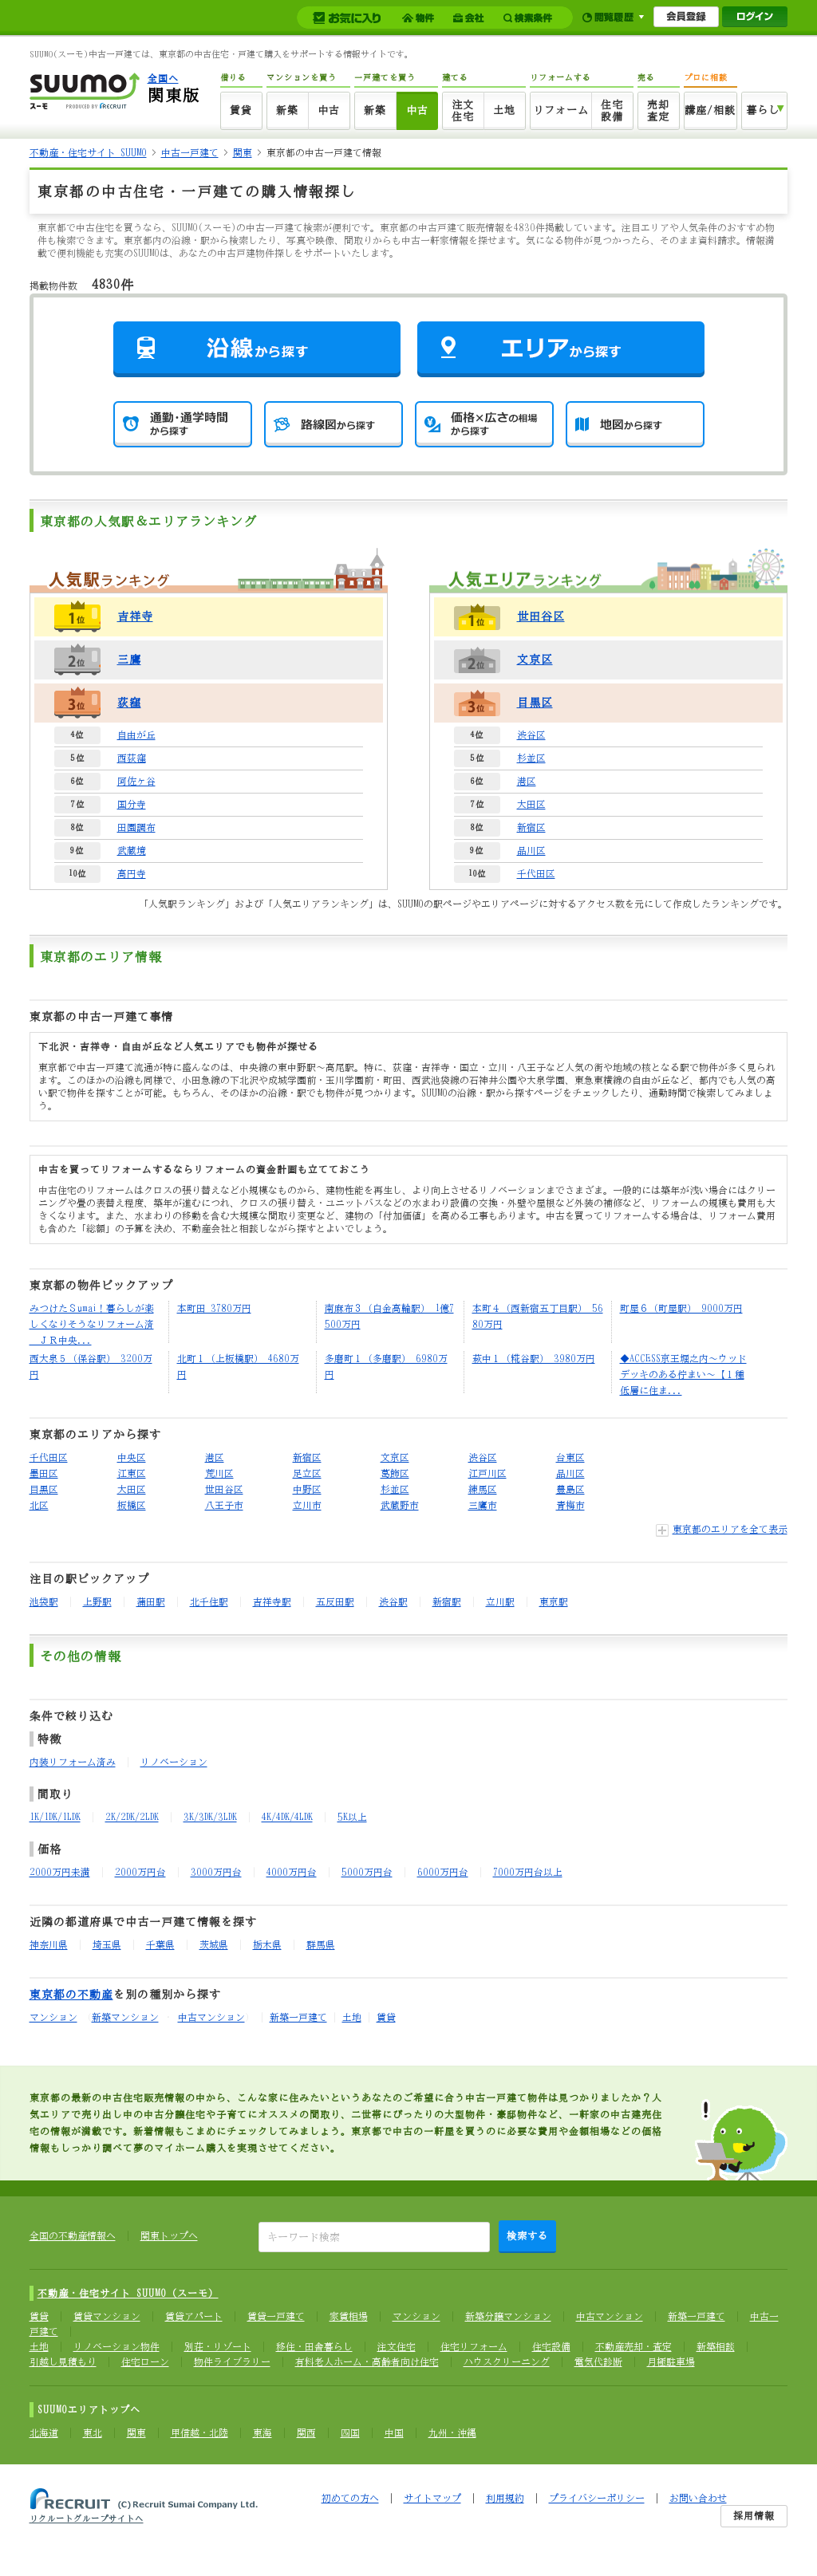 お気に入り 物件 会社 検索条件 閲覧履歴 会員登録 ログイン
SUUMO(スーモ)中古一戸建ては、東京都の中古住宅・戸建て購入をサポートする情報サイトです。
SUUMO スーモ PRODUCED BY RECRUIT
全国へ
関東版
借りる マンションを買う 一戸建てを買う 建てる リフォームする 売る プロに相談
賃貸 新築 中古 新築 中古 注文住宅 土地 リフォーム 住宅設備 売却査定 講座/相談 暮らし
不動産・住宅サイト SUUMO > 中古一戸建て > 関東 > 東京都の中古一戸建て情報
東京都の中古住宅・一戸建ての購入情報探し
東京都で中古住宅を買うなら、SUUMO(スーモ)の中古一戸建て検索が便利です。東京都の中古戸建て販売情報を4830件掲載しています。注目エリアや人気条件のおすすめ物
件も検索できます。東京都内の沿線・駅から検索したり、写真や映像、間取りからも中古一軒家情報を探せます。気になる物件が見つかったら、そのまま資料請求。情報満
載で便利機能も充実のSUUMOは、あなたの中古戸建物件探しをサポートいたします。
掲載物件数 4830件
沿線から探す エリアから探す
通勤・通学時間から探す 路線図から探す 価格×広さの相場から探す 地図から探す
東京都の人気駅＆エリアランキング
人気駅ランキング
1位 吉祥寺
2位 三鷹
3位 荻窪
4位 自由が丘
5位 西荻窪
6位 阿佐ヶ谷
7位 国分寺
8位 田園調布
9位 武蔵境
10位 高円寺
人気エリアランキング
1位 世田谷区
2位 文京区
3位 目黒区
4位 渋谷区
5位 杉並区
6位 港区
7位 大田区
8位 新宿区
9位 品川区
10位 千代田区
「人気駅ランキング」および「人気エリアランキング」は、SUUMOの駅ページやエリアページに対するアクセス数を元にして作成したランキングです。
東京都のエリア情報
東京都の中古一戸建て事情
下北沢・吉祥寺・自由が丘など人気エリアでも物件が探せる
東京都で中古一戸建て流通が特に盛んなのは、中央線の東中野駅～高尾駅。特に、荻窪・吉祥寺・国立・立川・八王子など人気の街や地域の核となる駅で物件が多く見られ
ます。このほかの沿線も同様で、小田急線の下北沢や成城学園前・玉川学園前・町田、西武池袋線の石神井公園や大泉学園、東急東横線の自由が丘など、都内でも人気の高
い駅で物件を探すことが可能。もちろん、そのほかの沿線・駅でも物件が見つかります。SUUMOの沿線・駅から探すページをチェックしたり、通勤時間で検索してみましょ
う。
中古を買ってリフォームするならリフォームの資金計画も立てておこう
中古住宅のリフォームはクロスの張り替えなど小規模なものから、建物性能を再生し、より向上させるリノベーションまでさまざま。一般的には築年が浅い場合にはクリー
ニングや畳の表替え程度、築年が進むにつれ、クロスの張り替え・ユニットバスなどの水まわり設備の交換・外壁や屋根など外装の補修など、リフォームの規模も費用も大
きくなります。また、水まわりの移動を含む大規模な間取り変更など、建物の「付加価値」を高める工事もあります。中古を買ってリフォームする場合は、リフォーム費用
も含めた「総額」の予算を決め、不動産会社と相談しながら探すとよいでしょう。
東京都の物件ピックアップ
みつけたSumai！暮らしが楽しくなりそうなリフォーム済 ＪＲ中央...
本町田 3780万円
南麻布３（白金高輪駅） 1億7500万円
本町４（西新宿五丁目駅） 5680万円
町屋６（町屋駅） 9000万円
西大泉５（保谷駅） 3200万円
北町１（上板橋駅） 4680万円
多磨町１（多磨駅） 6980万円
萩中１（糀谷駅） 3980万円
◆ACCESS京王堀之内～ウッドデッキのある佇まい～【１種低層に住ま...
東京都のエリアから探す
千代田区 中央区 港区 新宿区 文京区 渋谷区 台東区
墨田区 江東区 荒川区 足立区 葛飾区 江戸川区 品川区
目黒区 大田区 世田谷区 中野区 杉並区 練馬区 豊島区
北区 板橋区 八王子市 立川市 武蔵野市 三鷹市 青梅市
東京都のエリアを全て表示
注目の駅ピックアップ
池袋駅 上野駅 蒲田駅 北千住駅 吉祥寺駅 五反田駅 渋谷駅 新宿駅 立川駅 東京駅
その他の情報
条件で絞り込む
特徴
内装リフォーム済み リノベーション
間取り
1K/1DK/1LDK 2K/2DK/2LDK 3K/3DK/3LDK 4K/4DK/4LDK 5K以上
価格
2000万円未満 2000万円台 3000万円台 4000万円台 5000万円台 6000万円台 7000万円台以上
近隣の都道府県で中古一戸建て情報を探す
神奈川県 埼玉県 千葉県 茨城県 栃木県 群馬県
東京都の不動産を別の種別から探す
マンション 新築マンション 中古マンション 新築一戸建て 土地 賃貸
東京都の最新の中古住宅販売情報の中から、こんな家に住みたいというあなたのご希望に合う中古一戸建て物件は見つかりましたか？人
気エリアで売り出し中の中古分譲住宅や子育てにオススメの間取り、二世帯にぴったりの大型物件・豪邸物件など、一軒家の中古建売住
宅の情報が満載です。新着情報もこまめにチェックしてみましょう。東京都で中古の一軒屋を買うのに必要な費用や金額相場などの価格
情報もしっかり調べて夢のマイホーム購入を実現させてください。
全国の不動産情報へ 関東トップへ キーワード検索 検索する
不動産・住宅サイト SUUMO（スーモ）
賃貸 賃貸マンション 賃貸アパート 賃貸一戸建て 家賃相場 マンション 新築分譲マンション 中古マンション 新築一戸建て 中古一
戸建て
土地 リノベーション物件 別荘・リゾート 移住・田舎暮らし 注文住宅 住宅リフォーム 住宅設備 不動産売却・査定 新築相談
引越し見積もり 住宅ローン 物件ライブラリー 有料老人ホーム・高齢者向け住宅 ハウスクリーニング 電気代診断 月極駐車場
SUUMOエリアトップへ
北海道 東北 関東 甲信越・北陸 東海 関西 四国 中国 九州・沖縄
RECRUIT (C) Recruit Sumai Company Ltd.
リクルートグループサイトへ
初めての方へ | サイトマップ | 利用規約 | プライバシーポリシー | お問い合わせ
採用情報